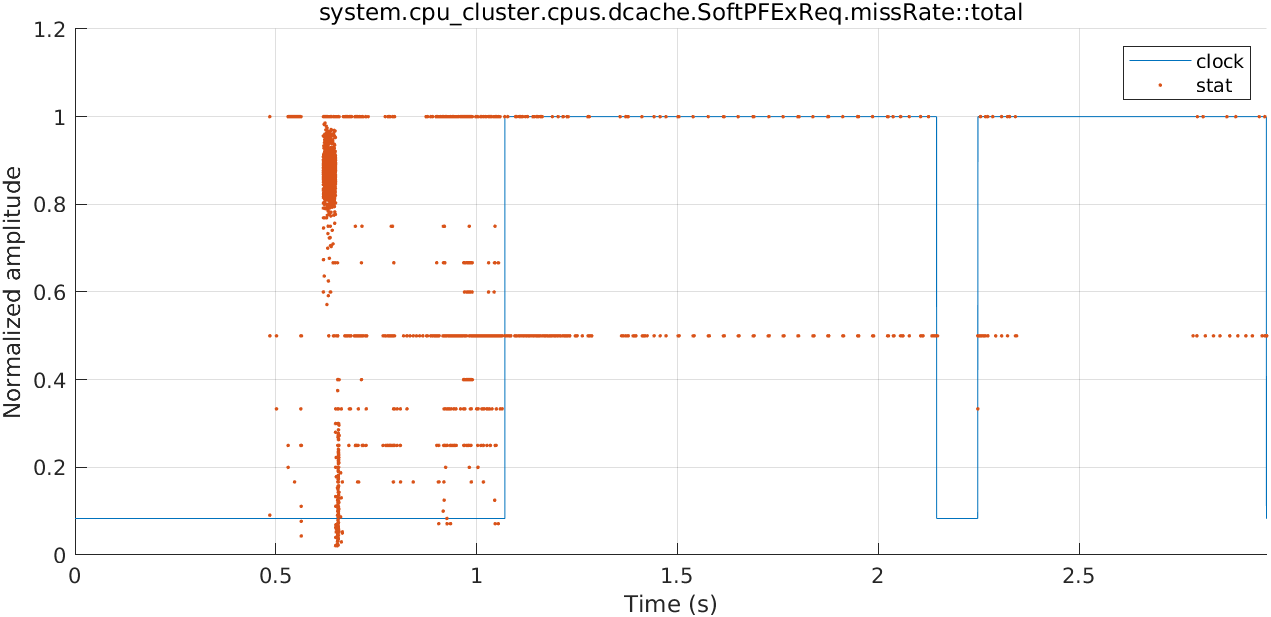 system.cpu_cluster.cpus.dcache.SoftPFExReq.missRate::total
1.2
1
0.8
0.6
0.4
0.2
0
Normalized amplitude
clock
stat
0 0.5 1 1.5 2 2.5
Time (s)